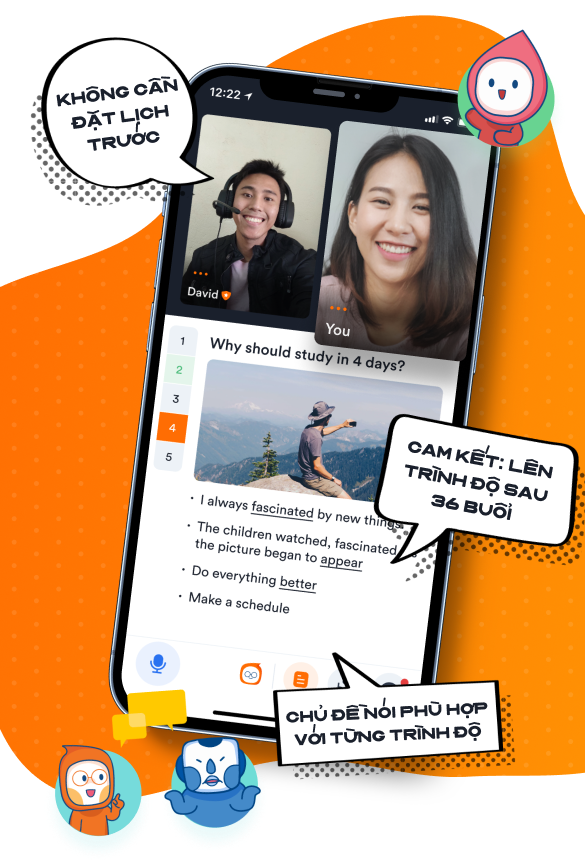 KHÔNG CẦN
ĐẶT LỊCH
TRƯỚC
12:22
David
You
1
2
3
4
5
Why should study in 4 days?
CAM KẾT: LÊN
TRÌNH ĐỘ SAU
36 BUỔI
• I always fascinated by new things
• The children watched, fascinated
the picture began to appear
• Do everything better
• Make a schedule
CHỦ ĐỀ NÓI PHÙ HỢP
VỚI TỪNG TRÌNH ĐỘ